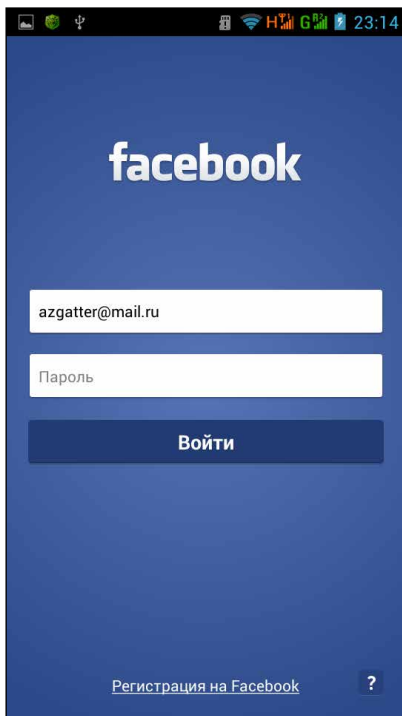 H G 23:14
facebook
azgatter@mail.ru
Пароль
Войти
Регистрация на Facebook
?